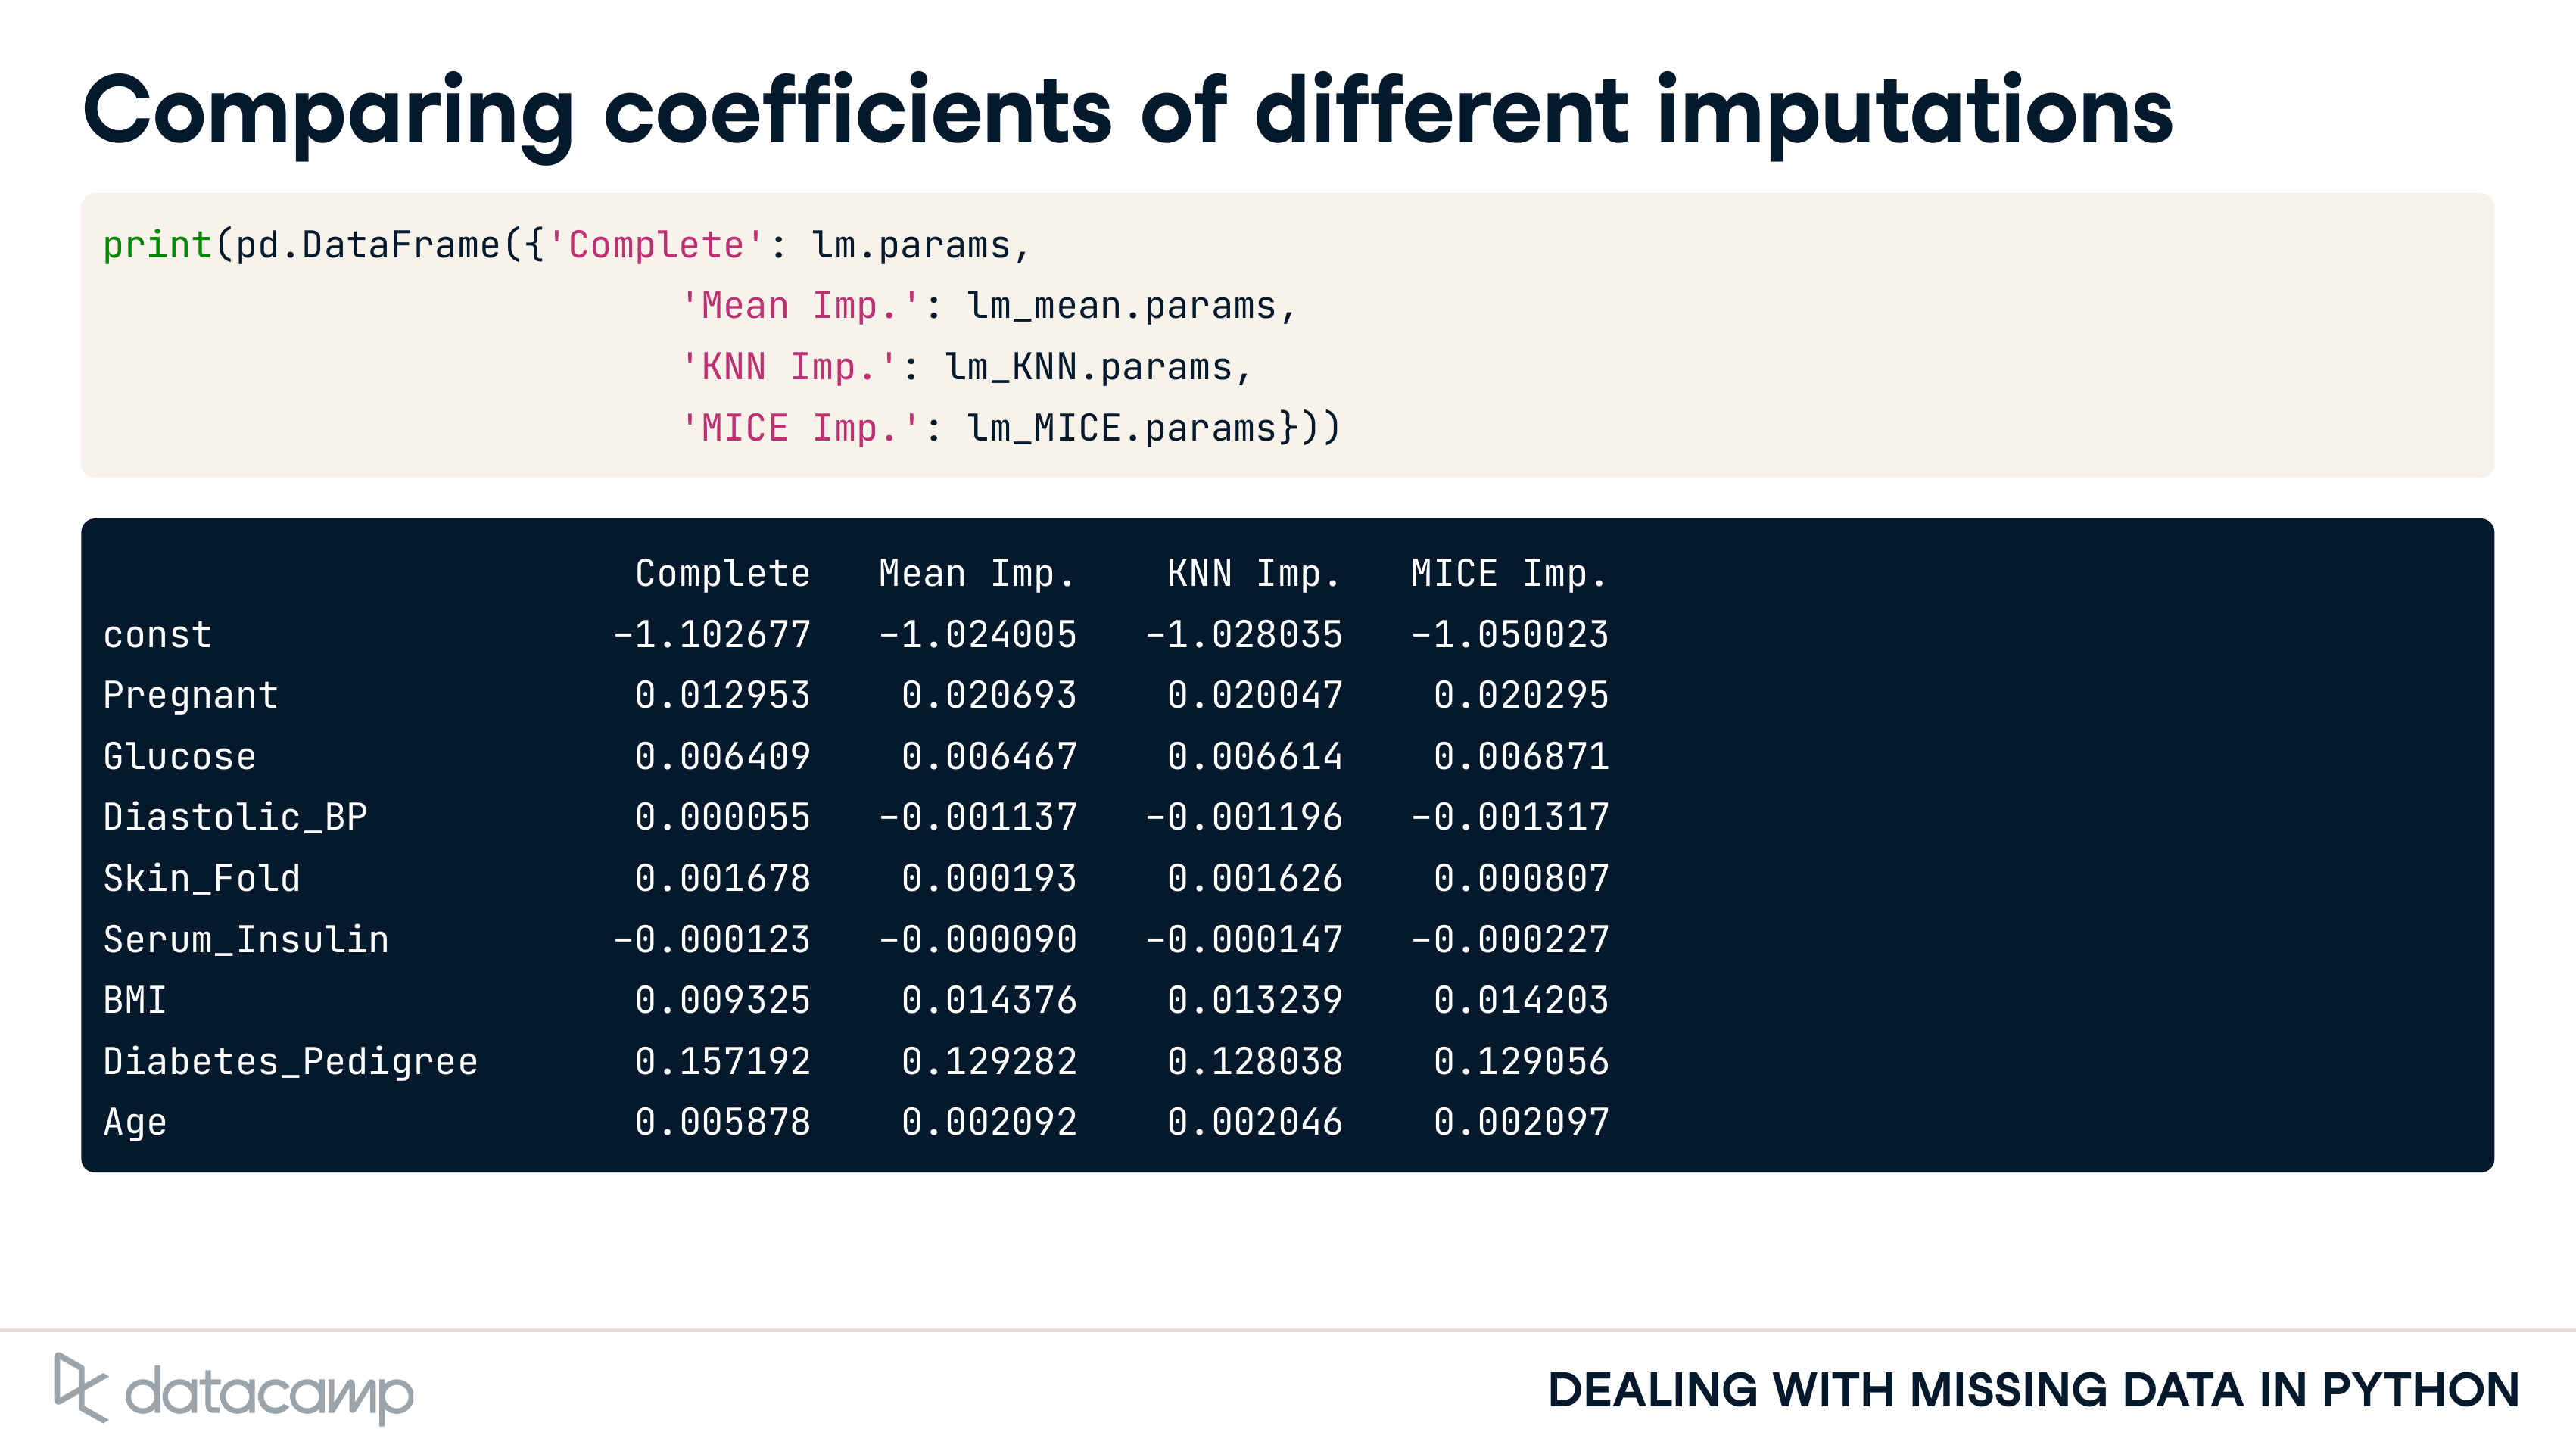 Comparing coefficients of different imputations
print(pd.DataFrame({'Complete': lm.params,
                          'Mean Imp.': lm_mean.params,
                          'KNN Imp.': lm_KNN.params,
                          'MICE Imp.': lm_MICE.params}))
                        Complete   Mean Imp.    KNN Imp.   MICE Imp.
const                  -1.102677   -1.024005   -1.028035   -1.050023
Pregnant                0.012953    0.020693    0.020047    0.020295
Glucose                 0.006409    0.006467    0.006614    0.006871
Diastolic_BP            0.000055   -0.001137   -0.001196   -0.001317
Skin_Fold               0.001678    0.000193    0.001626    0.000807
Serum_Insulin          -0.000123   -0.000090   -0.000147   -0.000227
BMI                     0.009325    0.014376    0.013239    0.014203
Diabetes_Pedigree       0.157192    0.129282    0.128038    0.129056
Age                     0.005878    0.002092    0.002046    0.002097
datacamp
DEALING WITH MISSING DATA IN PYTHON